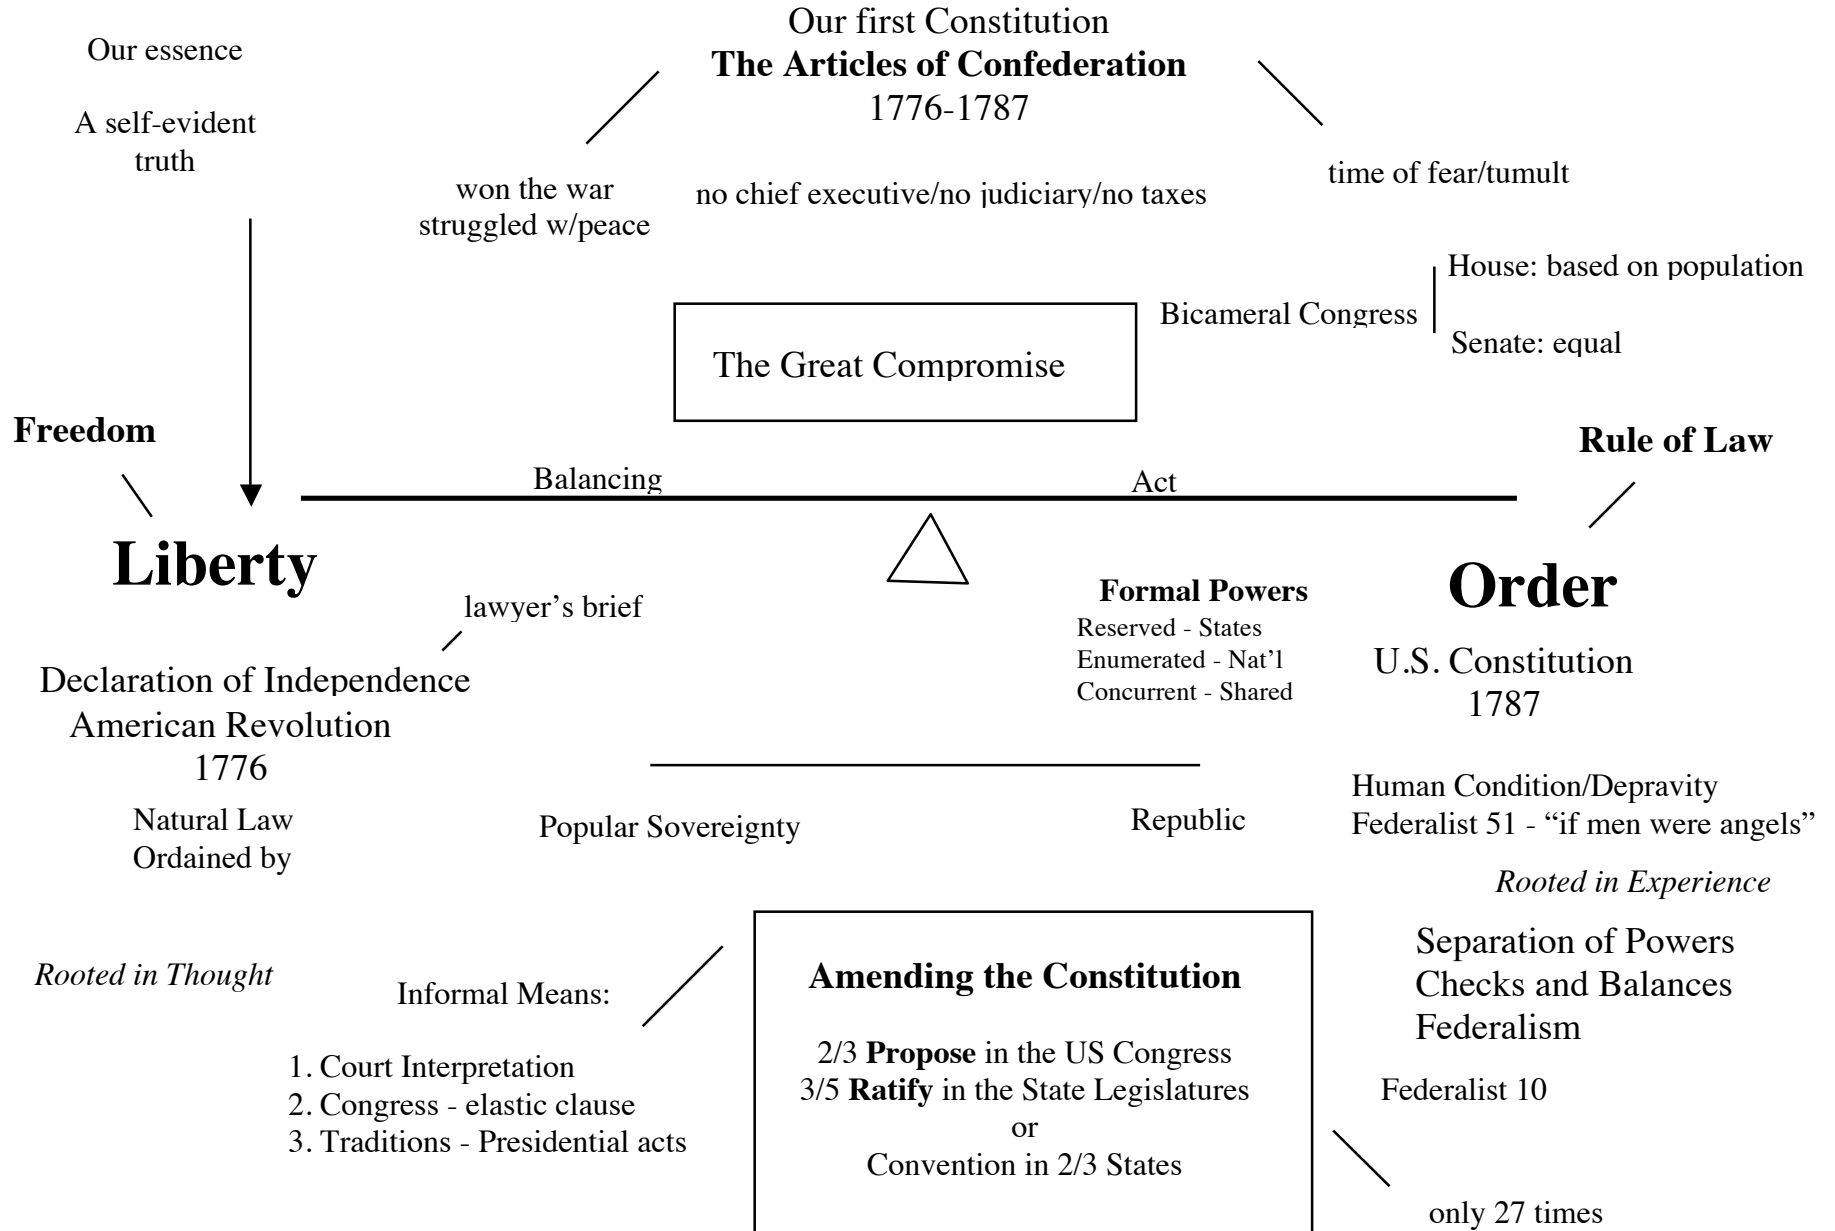 Our first Constitution
The Articles of Confederation
1776-1787
Our essence
A self-evident
truth
won the war
struggled w/peace
no chief executive/no judiciary/no taxes
time of fear/tumult
House: based on population
Bicameral Congress
Senate: equal
The Great Compromise
Freedom
Rule of Law
Balancing
Act
Liberty
Order
lawyer’s brief
Declaration of Independence
American Revolution
1776
Formal Powers
Reserved - States
Enumerated - Nat’l
Concurrent - Shared
U.S. Constitution
1787
Natural Law
Ordained by
Popular Sovereignty
Republic
Human Condition/Depravity
Federalist 51 - “if men were angels”
Rooted in Experience
Rooted in Thought
Informal Means:
1. Court Interpretation
2. Congress - elastic clause
3. Traditions - Presidential acts
Amending the Constitution
2/3 Propose in the US Congress
3/5 Ratify in the State Legislatures
or
Convention in 2/3 States
Separation of Powers
Checks and Balances
Federalism
Federalist 10
only 27 times